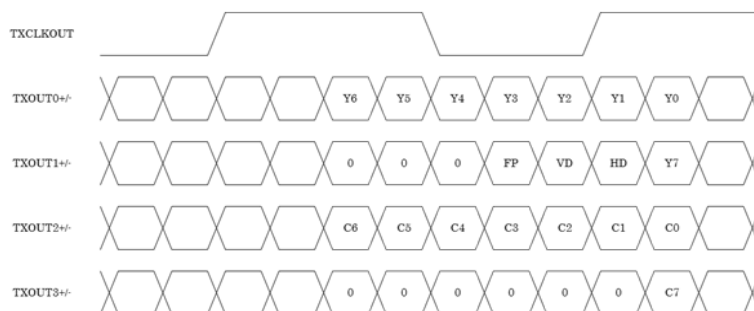 TXCLKOUT
TXOUT0+/- Y6 Y5 Y4 Y3 Y2 Y1 Y0
TXOUT1+/- 0 0 0 FP VD HD Y7
TXOUT2+/- C6 C5 C4 C3 C2 C1 C0
TXOUT3+/- 0 0 0 0 0 0 C7